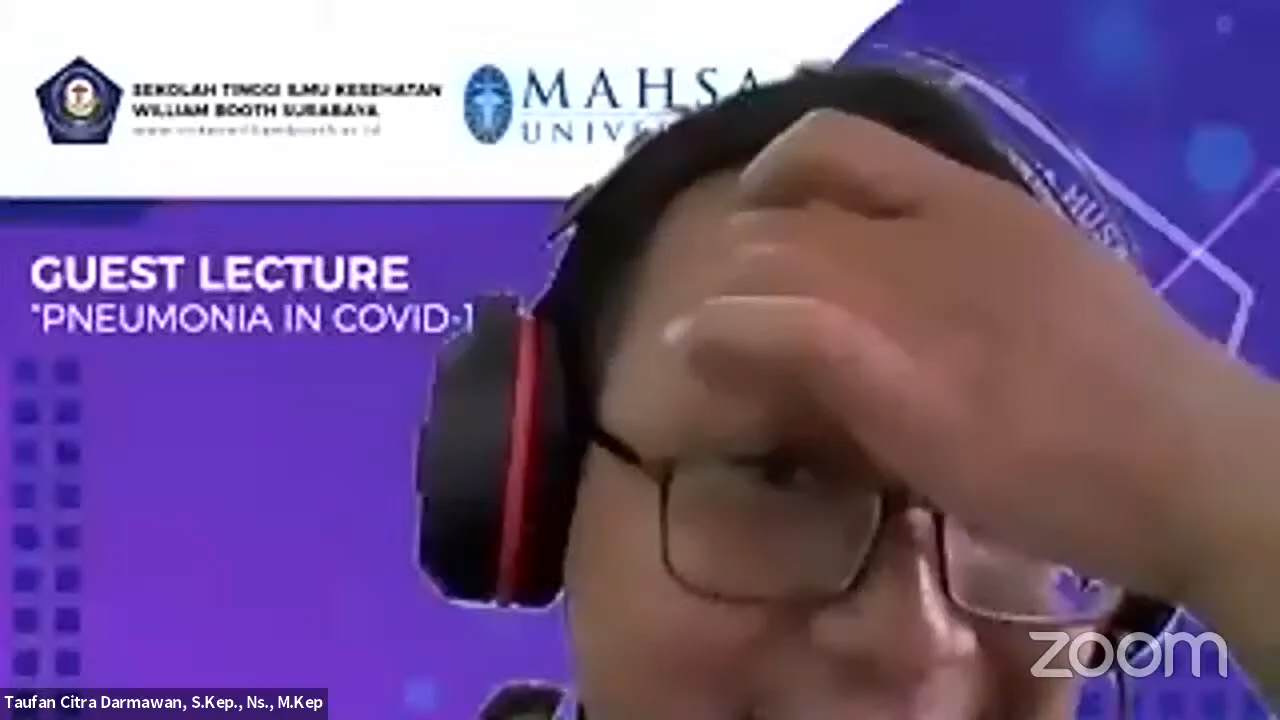 SEKOLAH TINGGI ILMU KESEHATAN
WILLIAM BOOTH SURABAYA
MAHSA
UNIVE
GUEST LECTURE
"PNEUMONIA IN COVID-1
zoom
Taufan Citra Darmawan, S.Kep., Ns., M.Kep